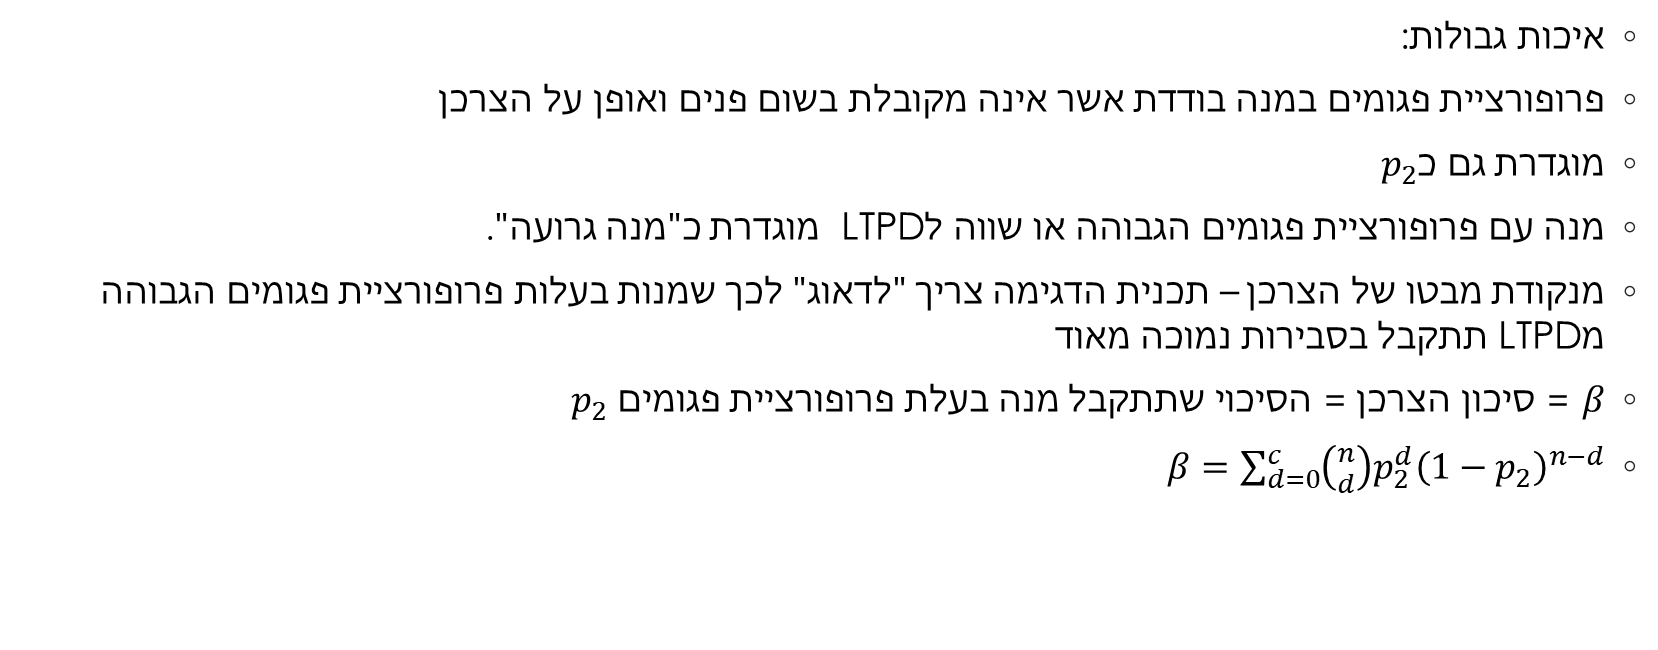 ◦ איכות גבולות:
◦ פרופורציית פגומים במנה בודדת אשר אינה מקובלת בשום פנים ואופן על הצרכן
◦ מוגדרת גם כ$p_2$
◦ מנה עם פרופורציית פגומים הגבוהה או שווה לLTPD מוגדרת כ"מנה גרועה".
◦ מנקודת מבטו של הצרכן – תכנית הדגימה צריך "לדאוג" לכך שמנות בעלות פרופורציית פגומים הגבוהה
מLTPD תתקבל בסבירות נמוכה מאוד
◦ $\beta$ = סיכון הצרכן = הסיכוי שתתקבל מנה בעלת פרופורציית פגומים $p_2$
◦ $\beta = \sum_{d=0}^{c} \binom{n}{d} p_2^d (1 - p_2)^{n-d}$